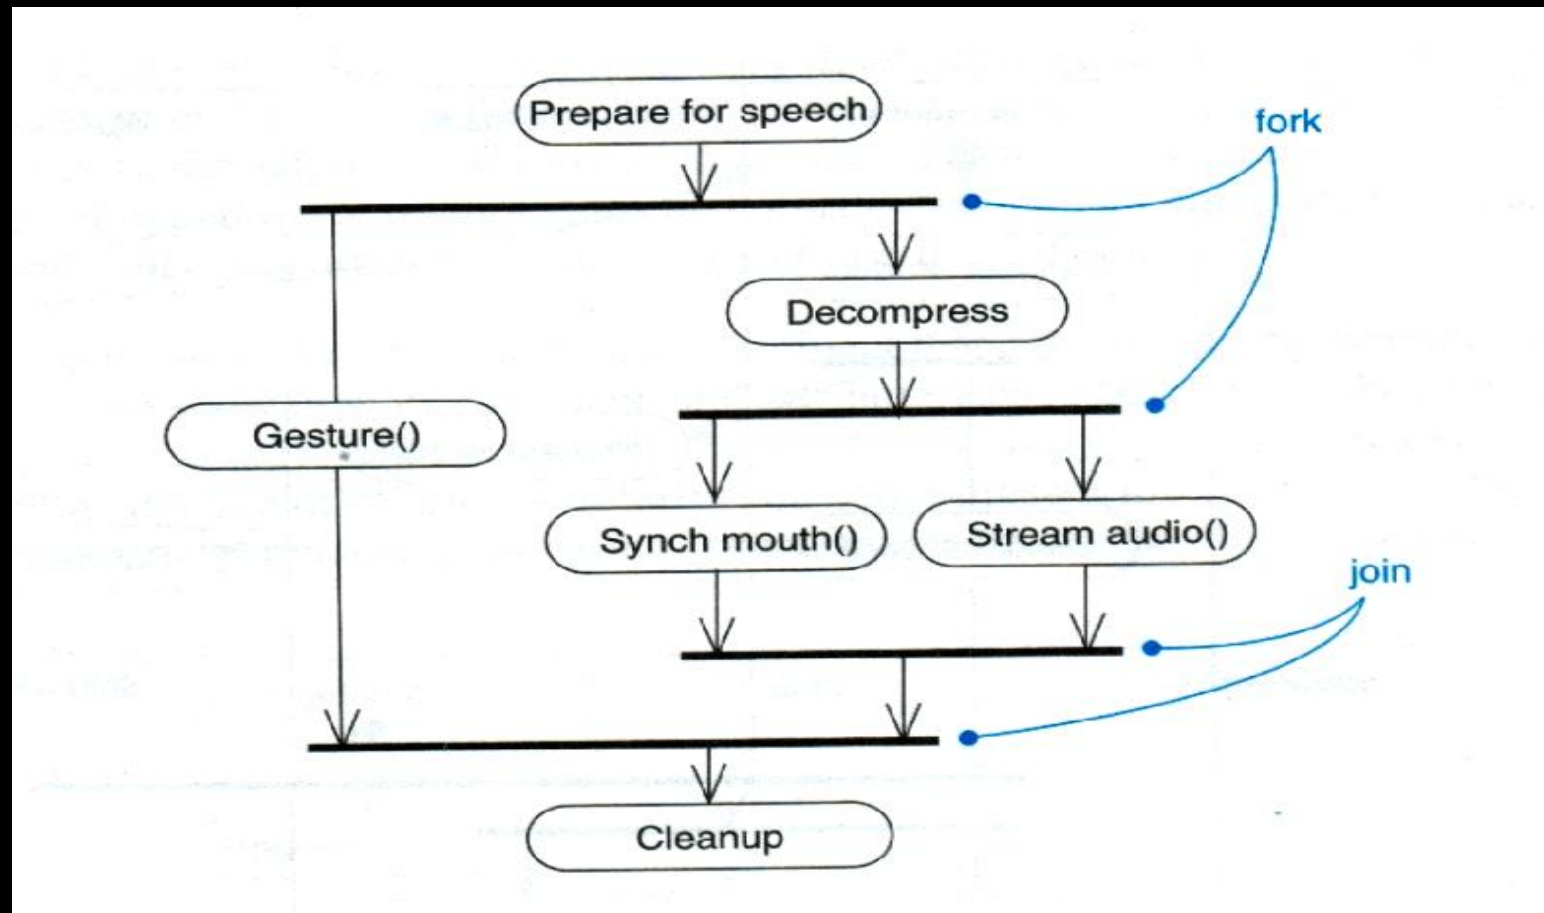 Prepare for speech
fork
Decompress
Gesture()
Synch mouth()
Stream audio()
join
Cleanup